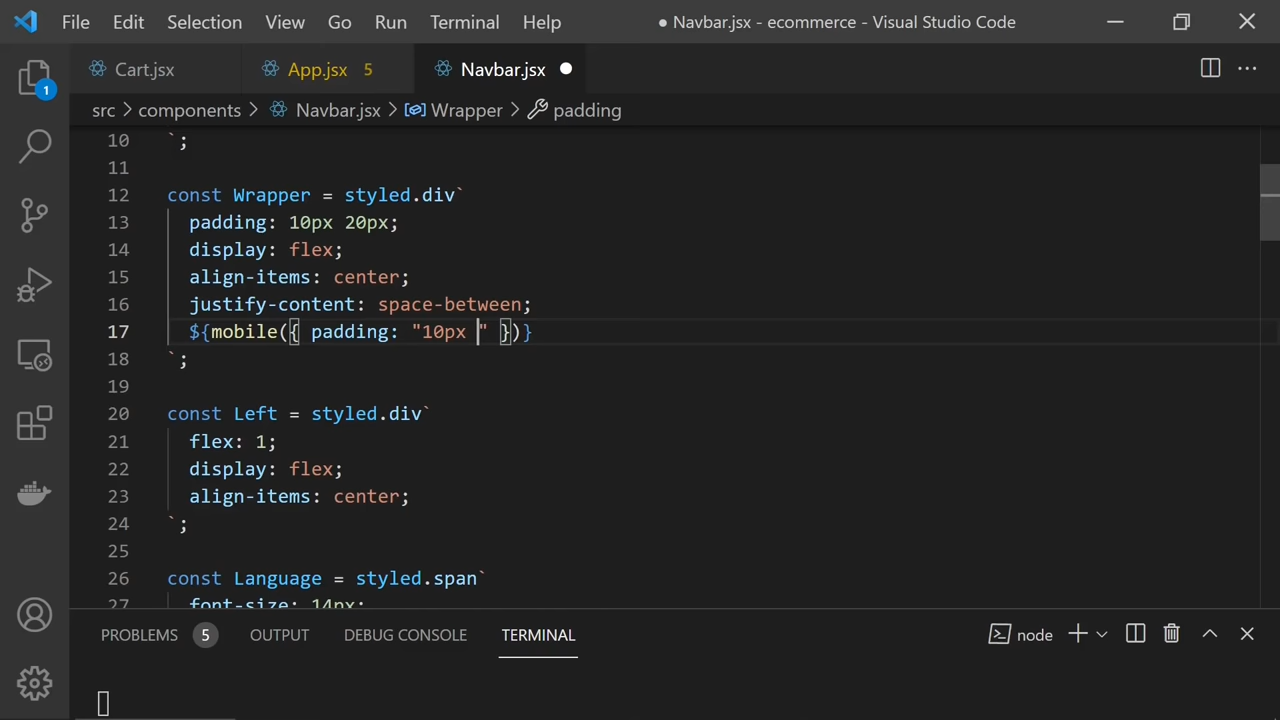 File Edit Selection View Go Run Terminal Help ● Navbar.jsx - ecommerce - Visual Studio Code
Cart.jsx App.jsx 5 Navbar.jsx
src > components > Navbar.jsx > Wrapper > padding
1
10 `;
11
12 const Wrapper = styled.div`
13 padding: 10px 20px;
14 display: flex;
15 align-items: center;
16 justify-content: space-between;
17 ${mobile({ padding: "10px " })}
18 `;
19
20 const Left = styled.div`
21 flex: 1;
22 display: flex;
23 align-items: center;
24 `;
25
26 const Language = styled.span`
27 font-size: 14px;
PROBLEMS 5 OUTPUT DEBUG CONSOLE TERMINAL node